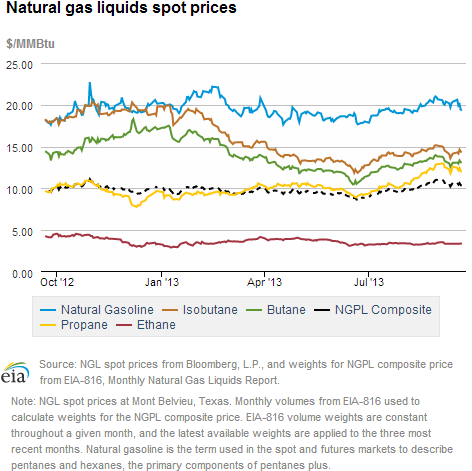 Natural gas liquids spot prices
$/MMBtu
25.00
20.00
15.00
10.00
5.00
0.00
Oct '12
Jan '13
Apr '13
Jul '13
Natural Gasoline
Isobutane
Butane
NGPL Composite
Propane
Ethane
eia
Source: NGL spot prices from Bloomberg, L.P., and weights for NGPL composite price
from EIA-816, Monthly Natural Gas Liquids Report.
Note: NGL spot prices at Mont Belvieu, Texas. Monthly volumes from EIA-816 used to
calculate weights for the NGPL composite price. EIA-816 volume weights are constant
throughout a given month, and the latest available weights are applied to the three most
recent months. Natural gasoline is the term used in the spot and futures markets to describe
pentanes and hexanes, the primary components of pentanes plus.